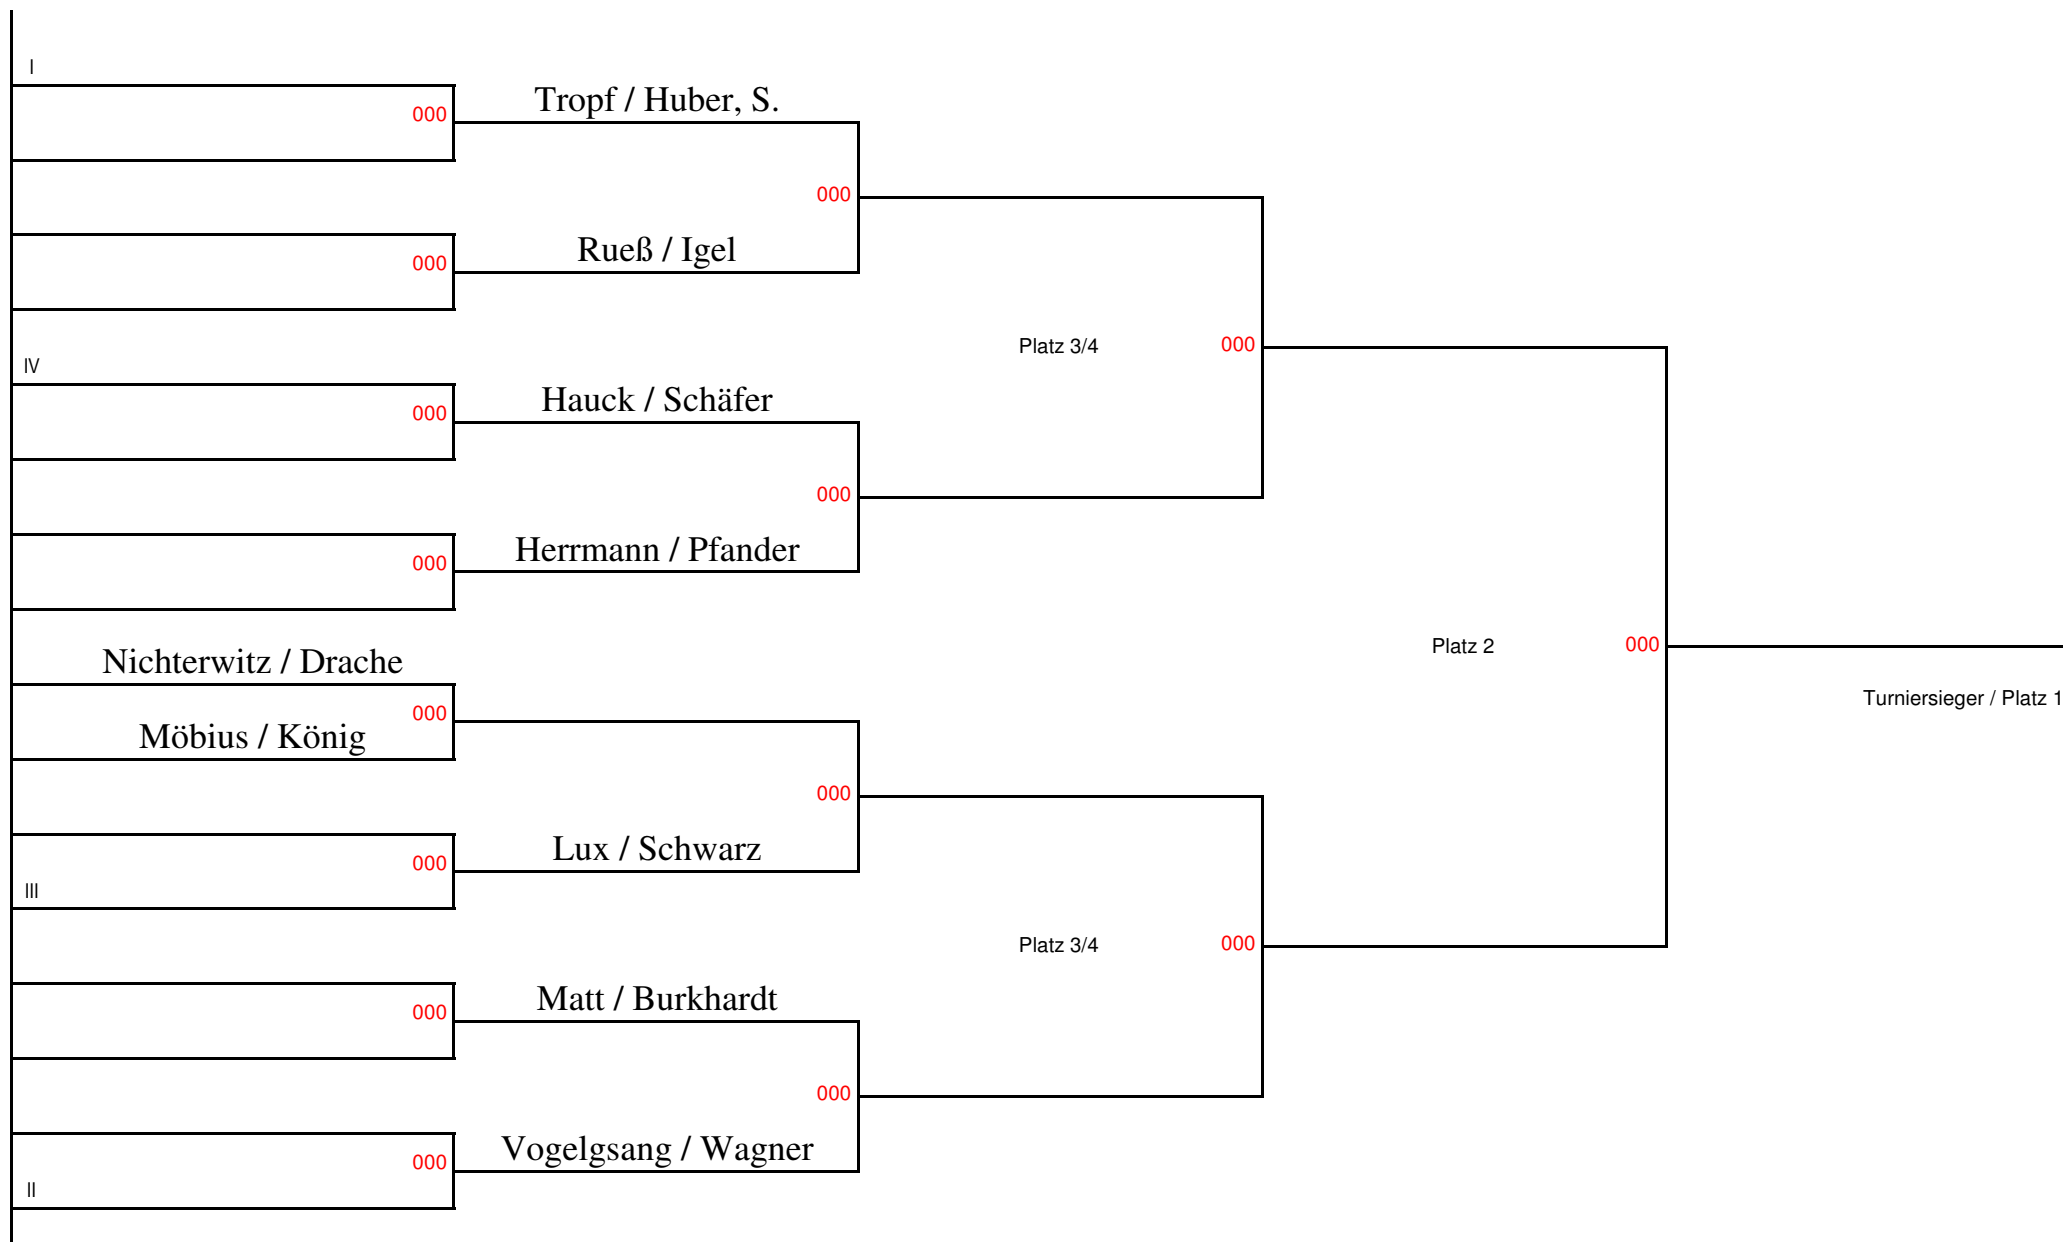 I
000
Tropf / Huber, S.
000
000
Rueß / Igel
Platz 3/4
000
IV
000
Hauck / Schäfer
000
000
Herrmann / Pfander
Nichterwitz / Drache
000
Möbius / König
Platz 2
000
Turniersieger / Platz 1
000
000
Lux / Schwarz
III
Platz 3/4
000
000
Matt / Burkhardt
000
000
Vogelgsang / Wagner
II